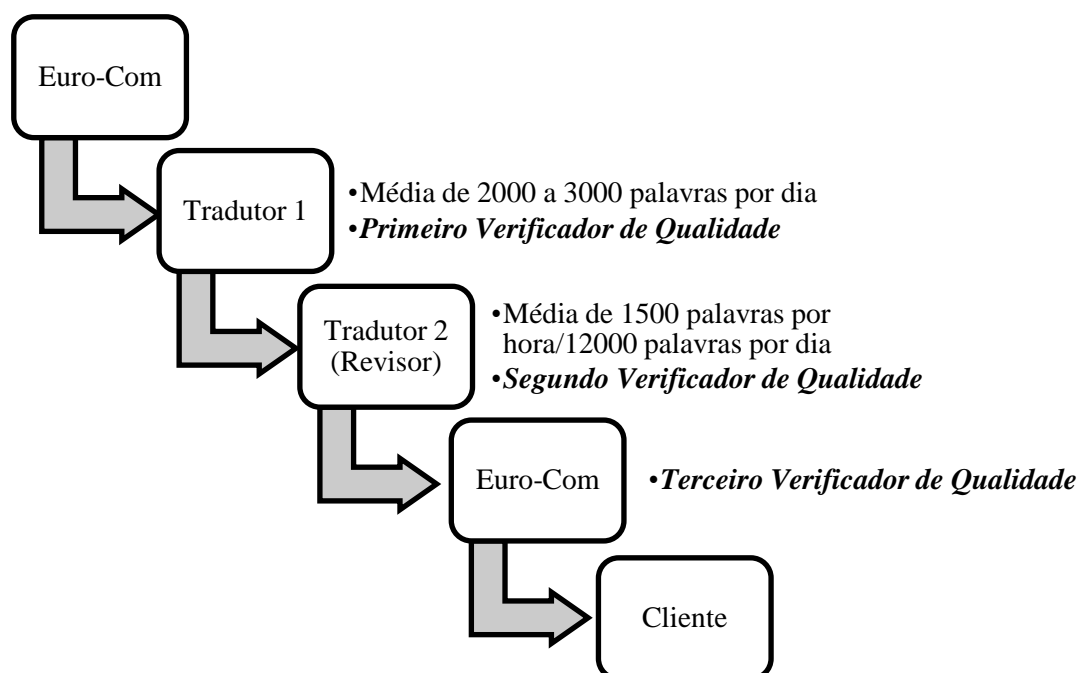 Euro-Com
Tradutor 1
•Média de 2000 a 3000 palavras por dia
•Primeiro Verificador de Qualidade
Tradutor 2
(Revisor)
•Média de 1500 palavras por
hora/12000 palavras por dia
•Segundo Verificador de Qualidade
Euro-Com
•Terceiro Verificador de Qualidade
Cliente